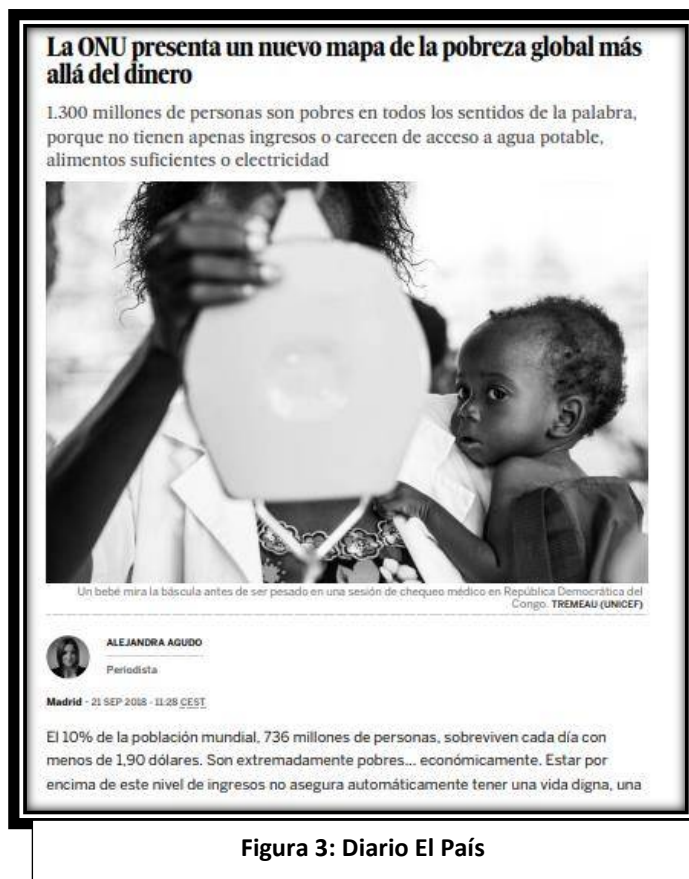 La ONU presenta un nuevo mapa de la pobreza global más
allá del dinero
1.300 millones de personas son pobres en todos los sentidos de la palabra,
porque no tienen apenas ingresos o carecen de acceso a agua potable,
alimentos suficientes o electricidad
Un bebé mira la báscula antes de ser pesado en una sesión de chequeo médico en República Democrática del
Congo. TREMEAU (UNICEF)
ALEJANDRA AGUDO
Periodista
Madrid - 21 SEP 2018 - 11:28 CEST
El 10% de la población mundial, 736 millones de personas, sobreviven cada día con
menos de 1,90 dólares. Son extremadamente pobres... económicamente. Estar por
encima de este nivel de ingresos no asegura automáticamente tener una vida digna, una
Figura 3: Diario El País